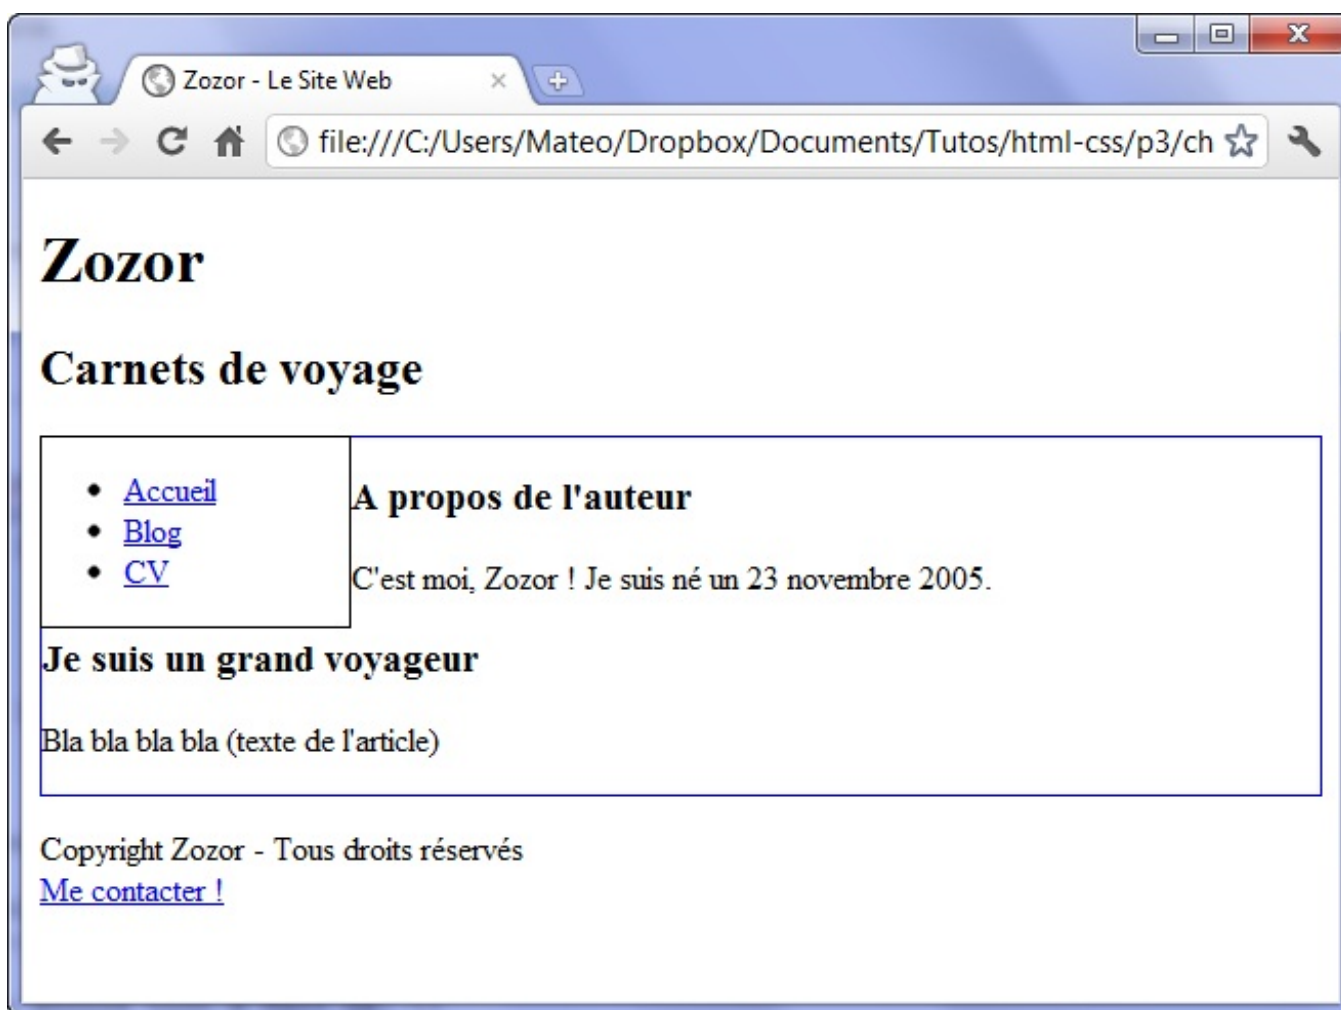 Zozor - Le Site Web
file:///C:/Users/Mateo/Dropbox/Documents/Tutos/html-css/p3/ch
Zozor
Carnets de voyage
Accueil
Blog
CV
A propos de l'auteur
C'est moi, Zozor ! Je suis né un 23 novembre 2005.
Je suis un grand voyageur
Bla bla bla bla (texte de l'article)
Copyright Zozor - Tous droits réservés
Me contacter !